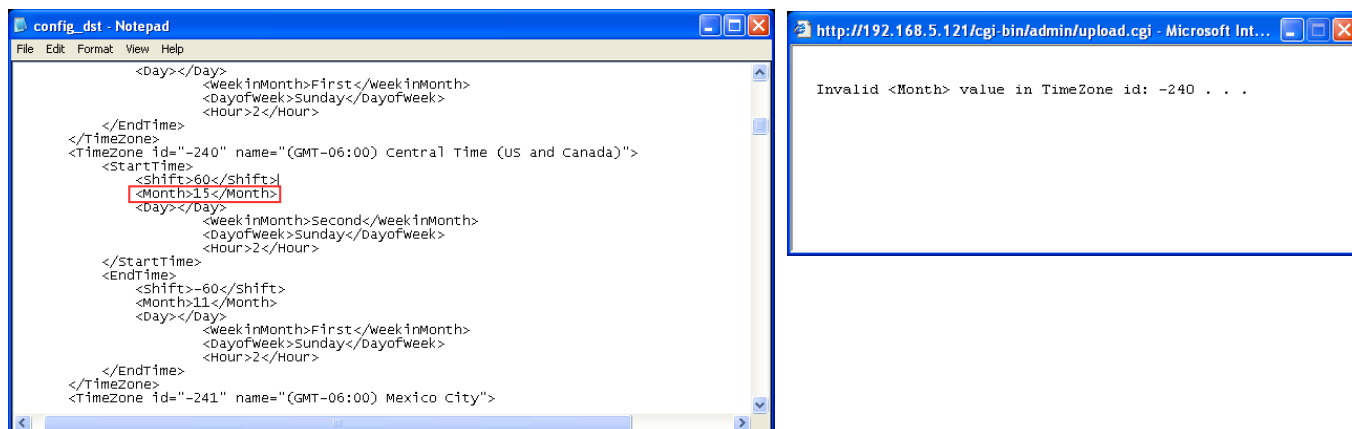 config_dst - Notepad
File Edit Format View Help
<Day></Day>
<WeekinMonth>First</WeekinMonth>
<DayofWeek>Sunday</DayofWeek>
<Hour>2</Hour>
</EndTime>
</TimeZone>
<TimeZone id="-240" name="(GMT-06:00) Central Time (US and Canada)">
<StartTime>
<Shift>60</Shift>
<Month>15</Month>
<Day></Day>
<WeekinMonth>Second</WeekinMonth>
<DayofWeek>Sunday</DayofWeek>
<Hour>2</Hour>
</StartTime>
<EndTime>
<Shift>-60</Shift>
<Month>11</Month>
<Day></Day>
<WeekinMonth>First</WeekinMonth>
<DayofWeek>Sunday</DayofWeek>
<Hour>2</Hour>
</EndTime>
</TimeZone>
<TimeZone id="-241" name="(GMT-06:00) Mexico City">
http://192.168.5.121/cgi-bin/admin/upload.cgi - Microsoft Int...
Invalid <Month> value in TimeZone id: -240 . . .